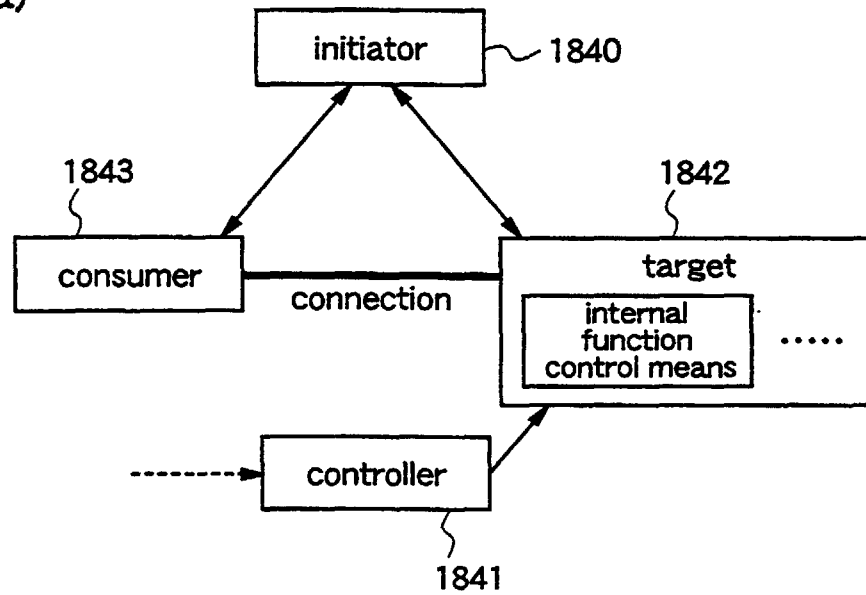 initiator
1840
1843
1842
consumer
target
connection
internal
function
control means
controller
1841